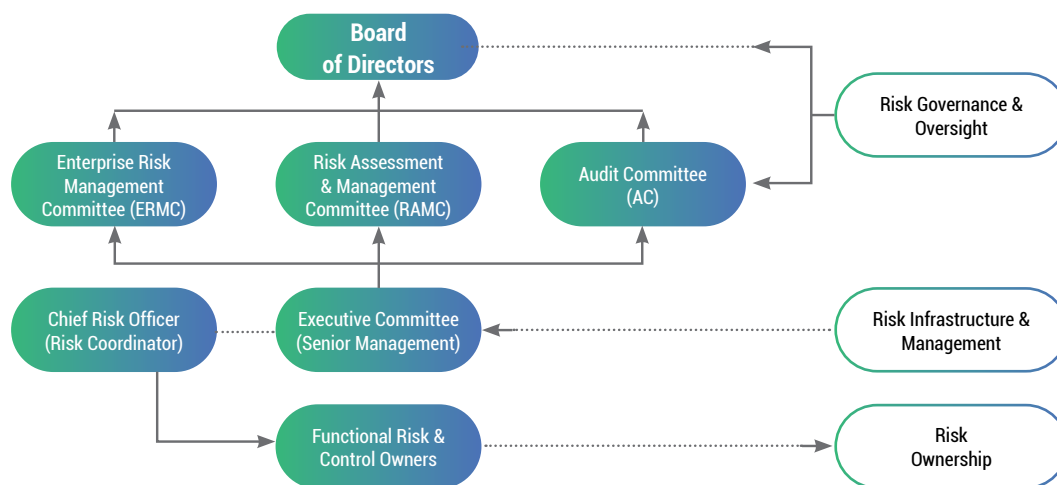 Board
of Directors
Risk Governance &
Oversight
Enterprise Risk
Management
Committee (ERMC)
Risk Assessment
& Management
Committee (RAMC)
Audit Committee
(AC)
Chief Risk Officer
(Risk Coordinator)
Executive Committee
(Senior Management)
Risk Infrastructure &
Management
Functional Risk &
Control Owners
Risk
Ownership